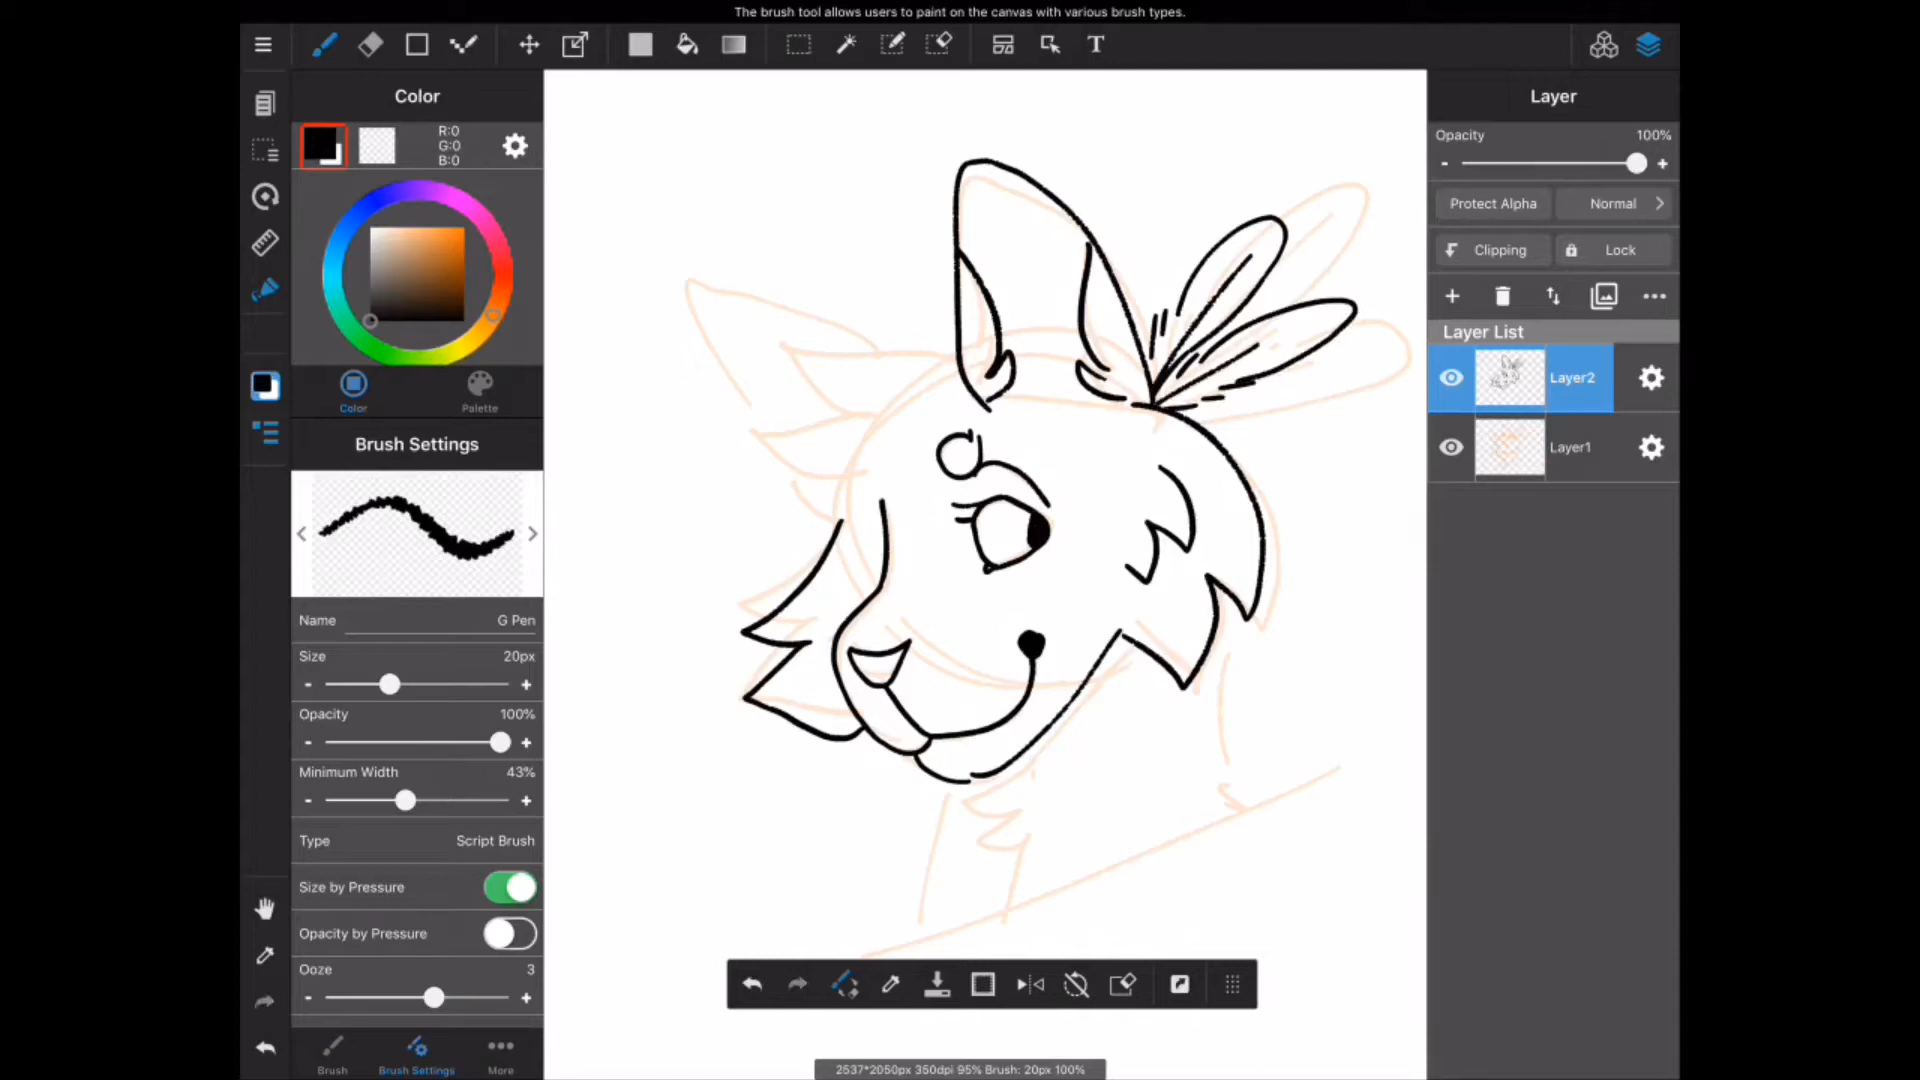 The brush tool allows users to paint on the canvas with various brush types.
T
Color
R:0
G:0
B:0
Color
Palette
Brush Settings
Name G Pen
Size 20px
- +
Opacity 100%
- +
Minimum Width 43%
- +
Type Script Brush
Size by Pressure
Opacity by Pressure
Ooze 3
- +
Brush
Brush Settings
More
2537*2050px 350dpi 95% Brush: 20px 100%
Layer
Opacity 100%
- +
Protect Alpha
Normal
Clipping
Lock
Layer List
Layer2
Layer1